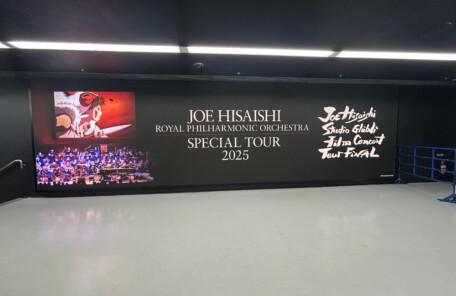 JOE HISAISHI
ROYAL PHILHARMONIC ORCHESTRA
SPECIAL TOUR
2025
Joe Hisaishi
Studio Ghibli
Film Concert
Tour FINAL